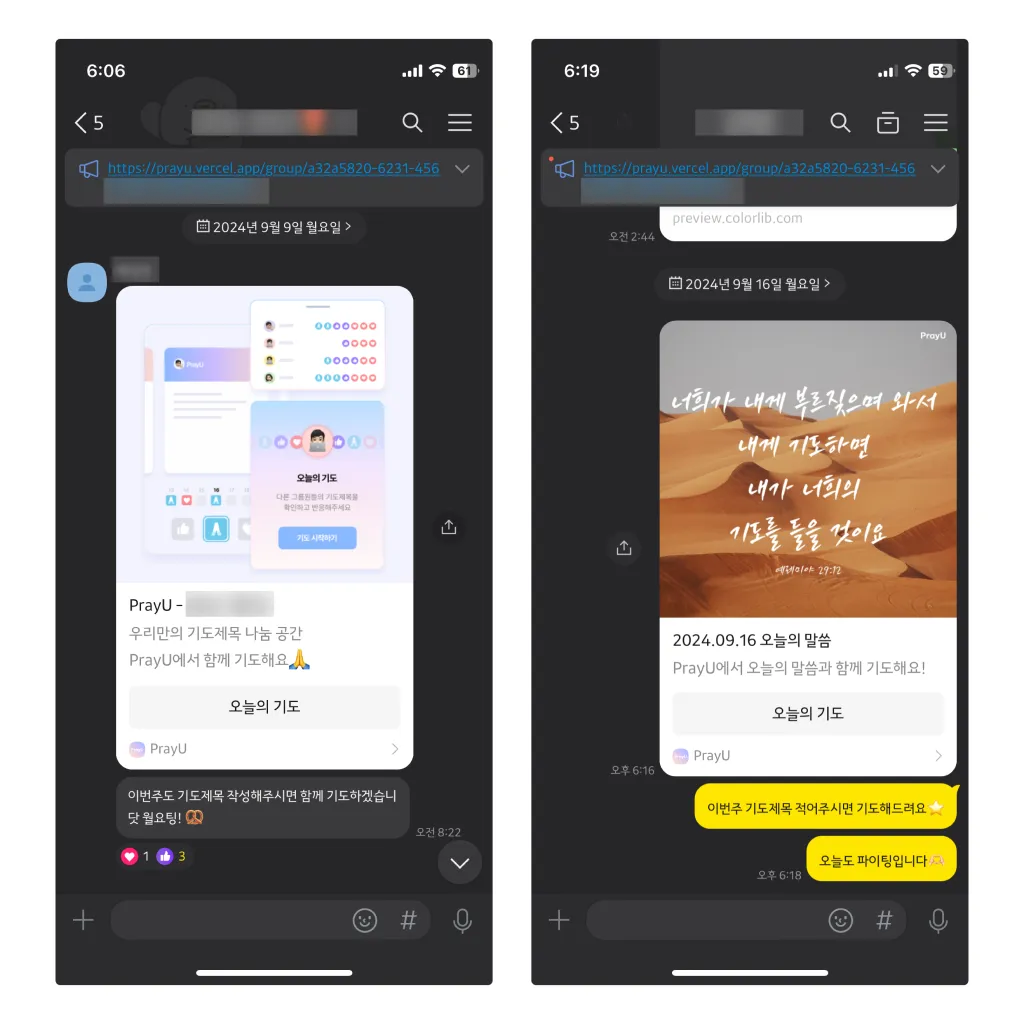 6:06
61
5
https://prayu.vercel.app/group/a32a5820-6231-456
2024년 9월 9일 월요일 >
PrayU
오늘의 기도
다른 그룹원들의 기도제목을
확인하고 반응해주세요
기도 시작하기
PrayU -
우리만의 기도제목 나눔 공간
PrayU에서 함께 기도해요🙏
오늘의 기도
PrayU
이번주도 기도제목 작성해주시면 함께 기도하겠습니
닷 월요팅! 🥨
오전 8:22
1 3
#
6:19
59
5
https://prayu.vercel.app/group/a32a5820-6231-456
preview.colorlib.com
오전 2:44
2024년 9월 16일 월요일 >
PrayU
너희가 내게 부르짖으며 와서
내게 기도하면
내가 너희의
기도를 들을 것이요
예레미야 29:12
2024.09.16 오늘의 말씀
PrayU에서 오늘의 말씀과 함께 기도해요!
오늘의 기도
PrayU
오후 6:16
이번주 기도제목 적어주시면 기도해드려요⭐
오늘도 파이팅입니다
오후 6:18
#